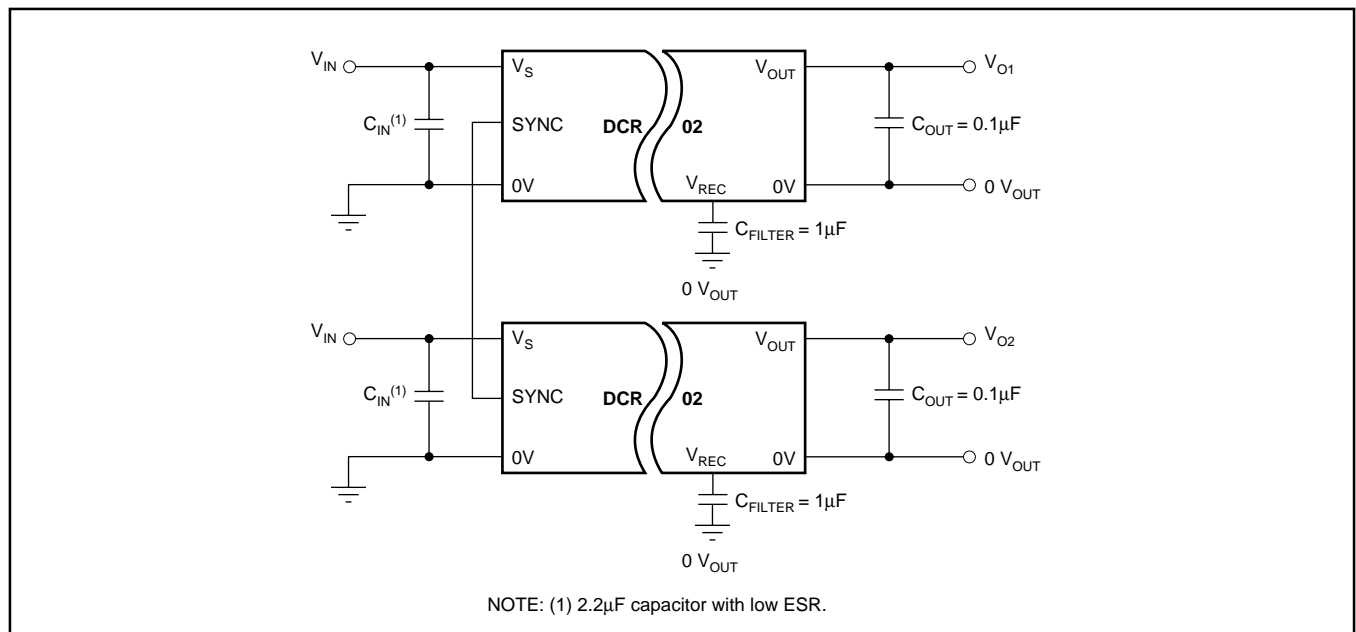 V_IN V_S V_OUT V_O1
C_IN(1) SYNC DCR 02 C_OUT = 0.1µF
0V V_REC 0V 0 V_OUT
C_FILTER = 1µF
0 V_OUT
V_IN V_S V_OUT V_O2
C_IN(1) SYNC DCR 02 C_OUT = 0.1µF
0V V_REC 0V 0 V_OUT
C_FILTER = 1µF
0 V_OUT
NOTE: (1) 2.2µF capacitor with low ESR.